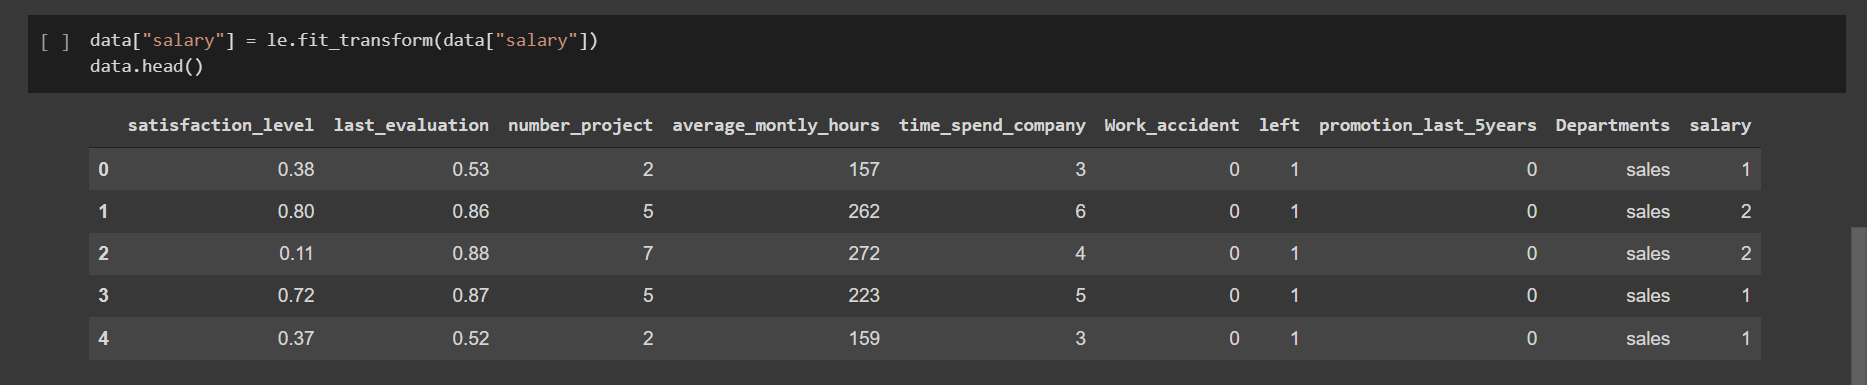 [ ] data["salary"] = le.fit_transform(data["salary"])
data.head()
satisfaction_level last_evaluation number_project average_montly_hours time_spend_company Work_accident left promotion_last_5years Departments salary
0 0.38 0.53 2 157 3 0 1 0 sales 1
1 0.80 0.86 5 262 6 0 1 0 sales 2
2 0.11 0.88 7 272 4 0 1 0 sales 2
3 0.72 0.87 5 223 5 0 1 0 sales 1
4 0.37 0.52 2 159 3 0 1 0 sales 1